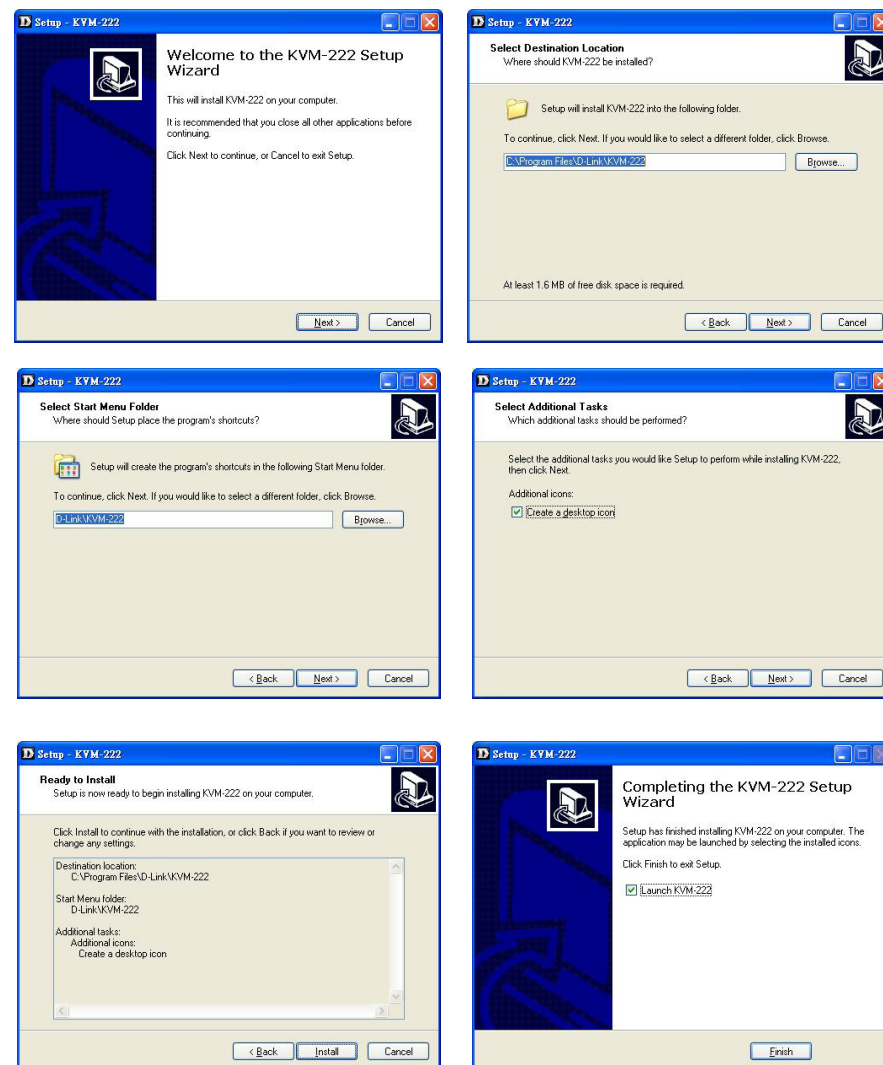 Setup - KVM-222
Welcome to the KVM-222 Setup
Wizard
This will install KVM-222 on your computer.
It is recommended that you close all other applications before
continuing.
Click Next to continue, or Cancel to exit Setup.
Next >
Cancel
Setup - KVM-222
Select Destination Location
Where should KVM-222 be installed?
Setup will install KVM-222 into the following folder.
To continue, click Next. If you would like to select a different folder, click Browse.
C:\Program Files\D-Link\KVM-222
Browse...
At least 1.6 MB of free disk space is required.
< Back
Next >
Cancel
Setup - KVM-222
Select Start Menu Folder
Where should Setup place the program's shortcuts?
Setup will create the program's shortcuts in the following Start Menu folder.
To continue, click Next. If you would like to select a different folder, click Browse.
D-Link\KVM-222
Browse...
< Back
Next >
Cancel
Setup - KVM-222
Select Additional Tasks
Which additional tasks should be performed?
Select the additional tasks you would like Setup to perform while installing KVM-222,
then click Next.
Additional icons:
Create a desktop icon
< Back
Next >
Cancel
Setup - KVM-222
Ready to Install
Setup is now ready to begin installing KVM-222 on your computer.
Click Install to continue with the installation, or click Back if you want to review or
change any settings.
Destination location:
C:\Program Files\D-Link\KVM-222
Start Menu folder:
D-Link\KVM-222
Additional tasks:
Additional icons:
Create a desktop icon
< Back
Install
Cancel
Setup - KVM-222
Completing the KVM-222 Setup
Wizard
Setup has finished installing KVM-222 on your computer. The
application may be launched by selecting the installed icons.
Click Finish to exit Setup.
Launch KVM-222
Finish